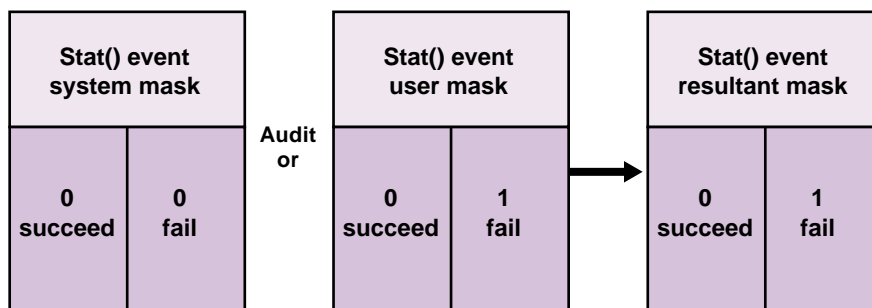 Stat() event
system mask
0
succeed
0
fail
Audit
or
Stat() event
user mask
0
succeed
1
fail
Stat() event
resultant mask
0
succeed
1
fail